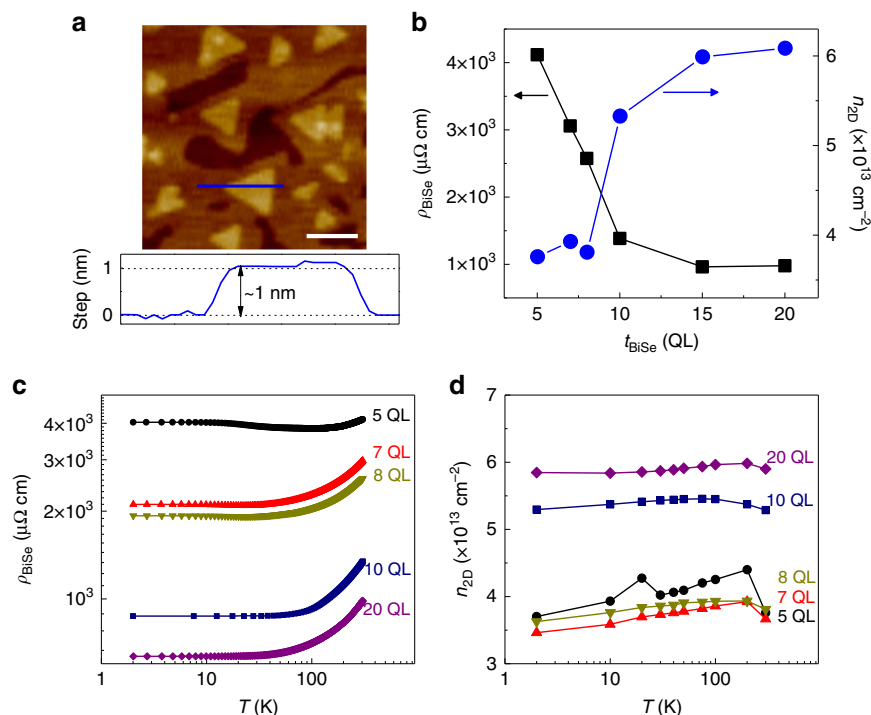 a
Step (nm)
1
0
~1 nm
b
ρBiSe (μΩ cm)
4×10³
3×10³
2×10³
1×10³
5
10
15
20
tBiSe (QL)
6
5
4
n2D (×10¹³ cm⁻²)
c
ρBiSe (μΩ cm)
4×10³
3×10³
2×10³
10³
5 QL
7 QL
8 QL
10 QL
20 QL
1
10
100
T (K)
d
n2D (×10¹³ cm⁻²)
7
6
5
4
3
20 QL
10 QL
8 QL
7 QL
5 QL
1
10
100
T (K)